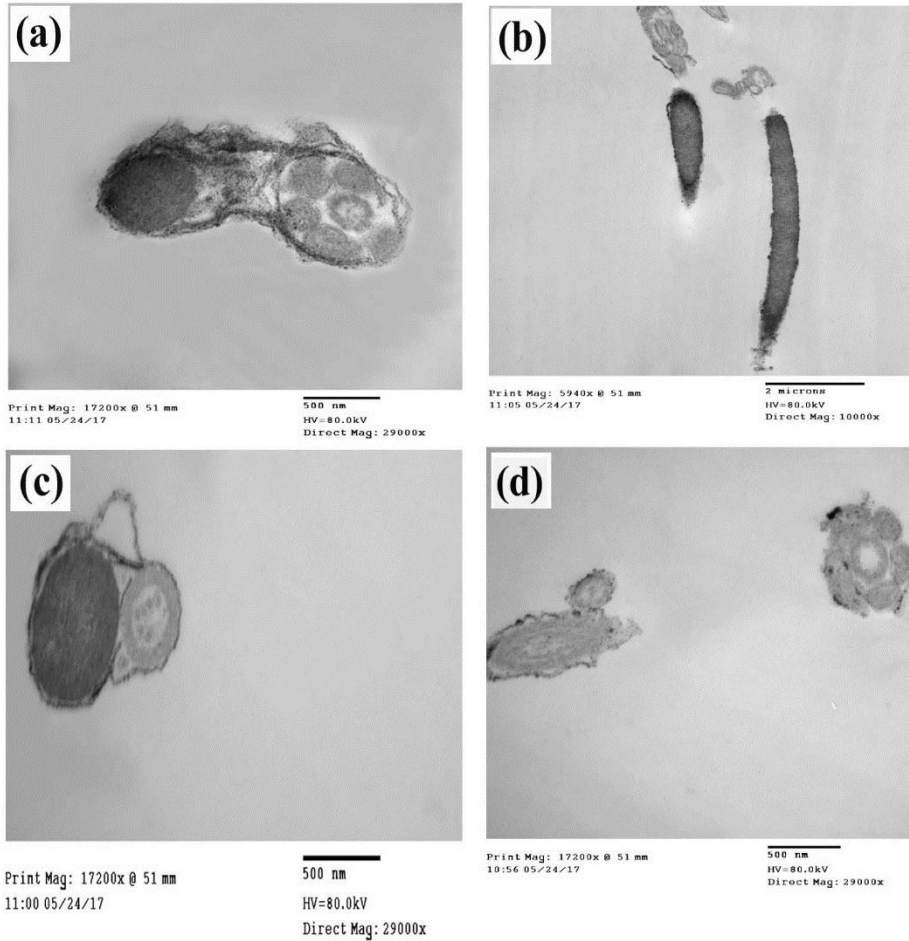 (a)
Print Mag: 17200x @ 51 mm
11:11 05/24/17
500 nm
HV=80.0kV
Direct Mag: 29000x
(b)
Print Mag: 5940x @ 51 mm
11:05 05/24/17
2 microns
HV=80.0kV
Direct Mag: 10000x
(c)
Print Mag: 17200x @ 51 mm
11:00 05/24/17
500 nm
HV=80.0kV
Direct Mag: 29000x
(d)
Print Mag: 17200x @ 51 mm
10:56 05/24/17
500 nm
HV=80.0kV
Direct Mag: 29000x